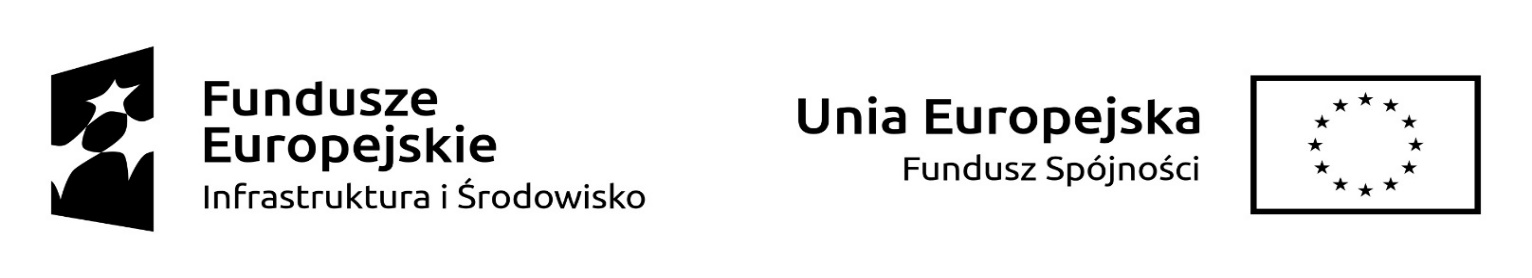 Fundusze
Europejskie
Infrastruktura i Środowisko
Unia Europejska
Fundusz Spójności